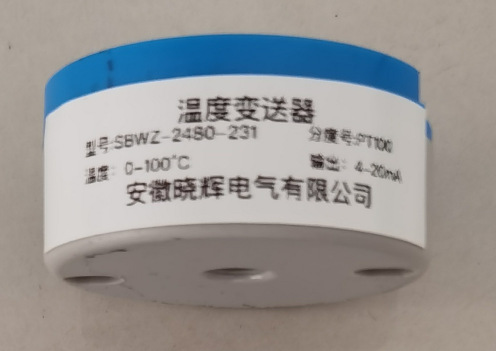 温度变送器
型号:SBWZ-2480-231 分度号:PT100
温度: 0-100°C 输出: 4-20mA
安徽晓辉电气有限公司